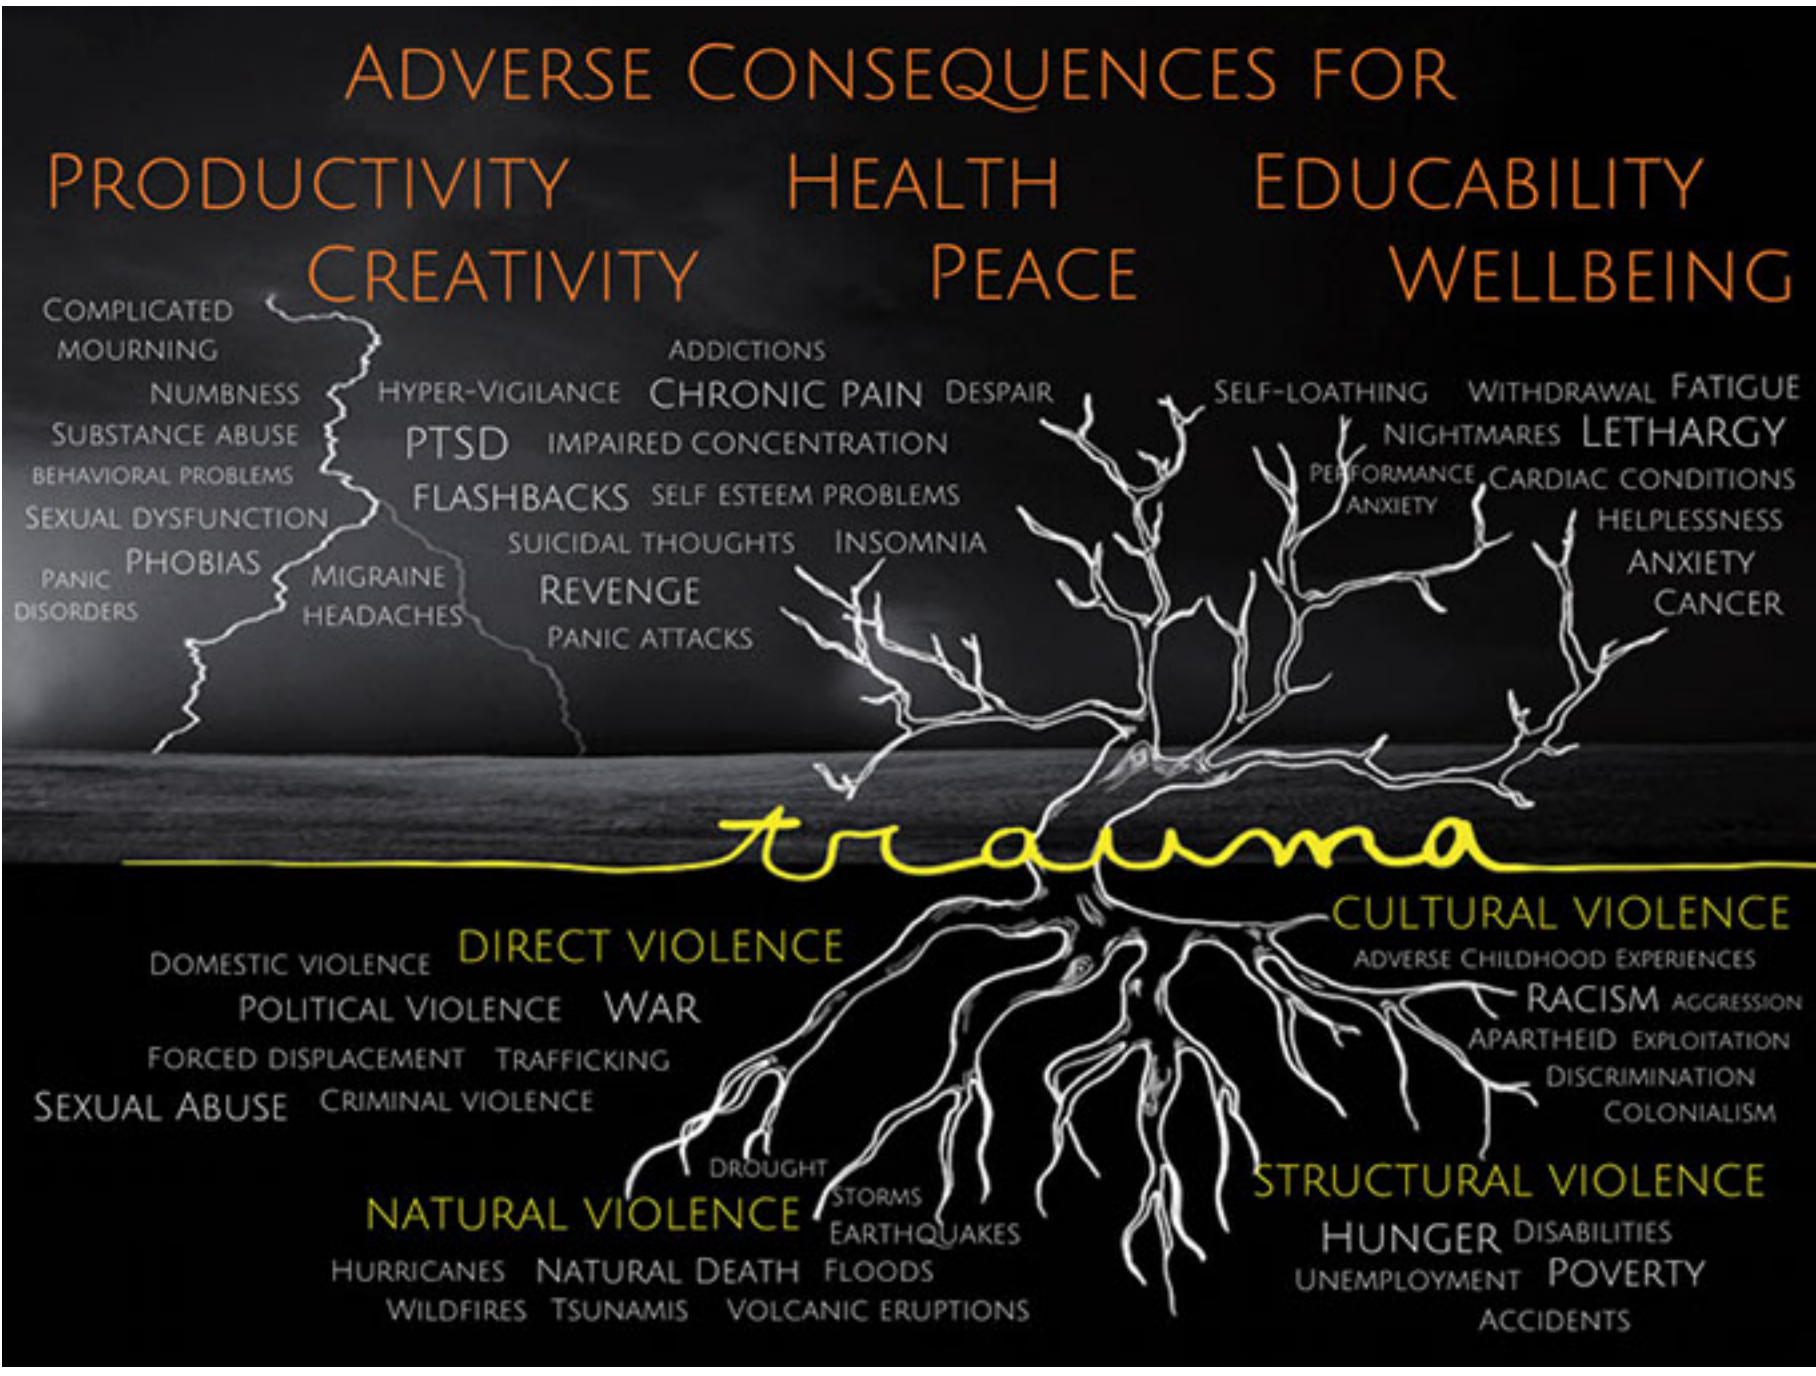 ADVERSE CONSEQUENCES FOR
PRODUCTIVITY HEALTH EDUCABILITY
CREATIVITY PEACE WELLBEING
COMPLICATED
MOURNING
NUMBNESS
SUBSTANCE ABUSE
BEHAVIORAL PROBLEMS
SEXUAL DYSFUNCTION
PHOBIAS
PANIC
DISORDERS
MIGRAINE
HEADACHES
ADDICTIONS
HYPER-VIGILANCE CHRONIC PAIN DESPAIR
PTSD IMPAIRED CONCENTRATION
FLASHBACKS SELF ESTEEM PROBLEMS
SUICIDAL THOUGHTS INSOMNIA
REVENGE
PANIC ATTACKS
SELF-LOATHING WITHDRAWAL FATIGUE
NIGHTMARES LETHARGY
PERFORMANCE
ANXIETY
CARDIAC CONDITIONS
HELPLESSNESS
ANXIETY
CANCER
trauma
DIRECT VIOLENCE
DOMESTIC VIOLENCE
POLITICAL VIOLENCE WAR
FORCED DISPLACEMENT TRAFFICKING
SEXUAL ABUSE CRIMINAL VIOLENCE
CULTURAL VIOLENCE
ADVERSE CHILDHOOD EXPERIENCES
RACISM AGGRESSION
APARTHEID EXPLOITATION
DISCRIMINATION
COLONIALISM
DROUGHT
NATURAL VIOLENCE STORMS
EARTHQUAKES
HURRICANES NATURAL DEATH FLOODS
WILDFIRES TSUNAMIS VOLCANIC ERUPTIONS
STRUCTURAL VIOLENCE
HUNGER DISABILITIES
UNEMPLOYMENT POVERTY
ACCIDENTS